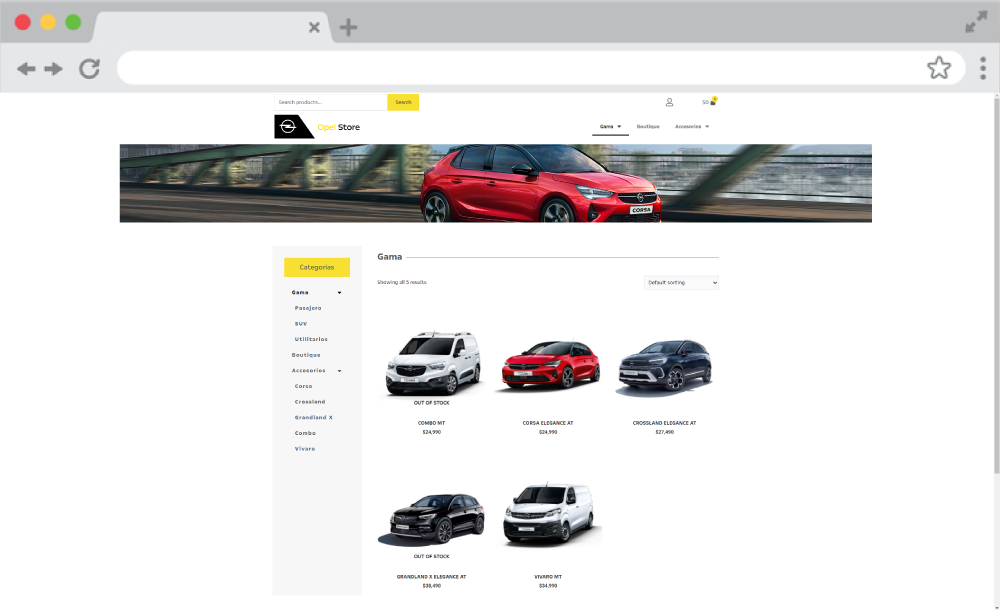 Search products...
Search
$0
Opel Store
Gama
Boutique
Accesorios
CORSA
Categorías
Gama
Pasajero
SUV
Utilitarios
Boutique
Accesorios
Corsa
Crossland
Grandland X
Combo
Vivaro
Gama
Showing all 5 results
Default sorting
OUT OF STOCK
COMBO MT
$24,990
CORSA ELEGANCE AT
$24,990
CROSSLAND ELEGANCE AT
$27,490
OUT OF STOCK
GRANDLAND X ELEGANCE AT
$38,490
VIVARO MT
$34,990